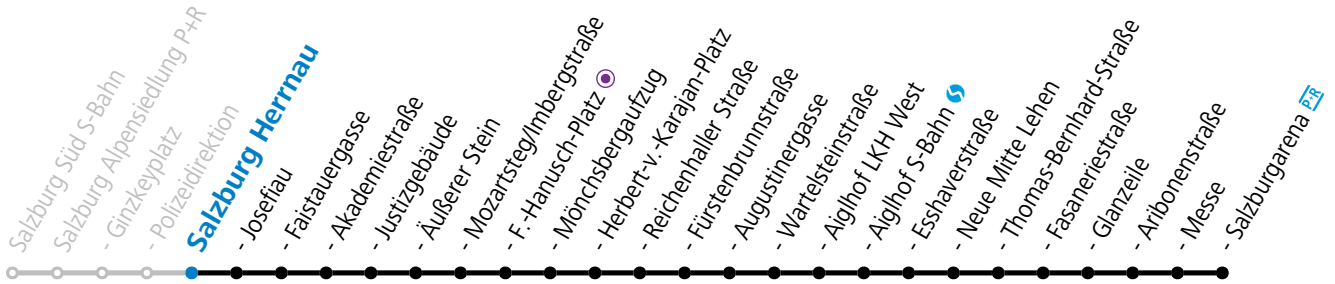 Salzburg Süd S-Bahn
Salzburg Alpensiedlung P+R
- Ginzkeyplatz
- Polizeidirektion
Salzburg Herrnau
- Josefiau
- Faistauergasse
- Akademiestraße
- Justizgebäude
- Äußerer Stein
- Mozartsteg/Imbergstraße
- F.-Hanusch-Platz
- Mönchsbergaufzug
- Herbert-v.-Karajan-Platz
- Reichenhaller Straße
- Fürstenbrunnstraße
- Augustinergasse
- Wartelsteinstraße
- Aiglhof LKH West
- Aiglhof S-Bahn
- Esshaverstraße
- Neue Mitte Lehen
- Thomas-Bernhard-Straße
- Fasaneriestraße
- Glanzeile
- Aribonenstraße
- Messe
- Salzburgarena P+R